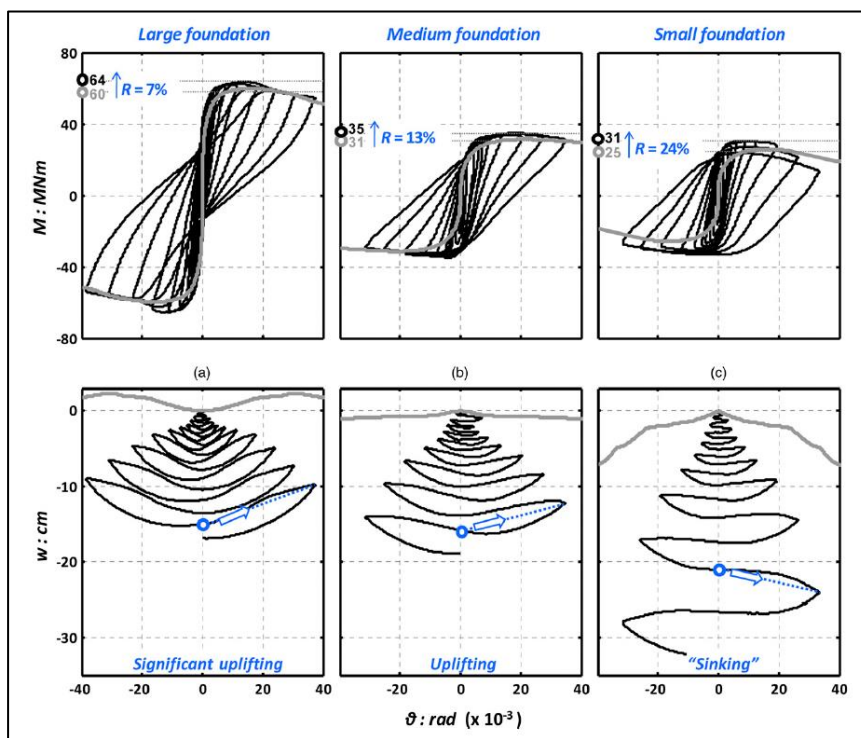 Large foundation
Medium foundation
Small foundation
80
64
60
R = 7%
35
31
R = 13%
31
25
R = 24%
40
0
-40
-80
M : MNm
(a)
(b)
(c)
0
-10
-20
-30
w : cm
Significant uplifting
Uplifting
“Sinking”
-40 -20 0 20 40
-20 0 20 40
-20 0 20 40
ϑ : rad (x 10-3)